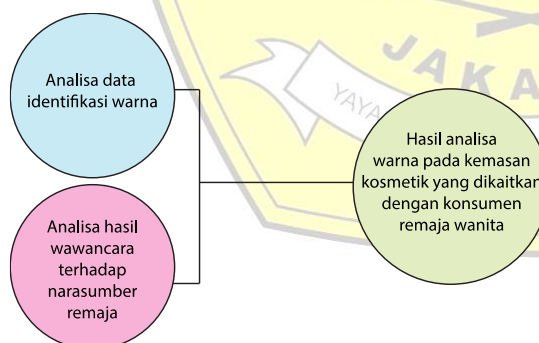 Analisa data
identifikasi warna
Analisa hasil
wawancara
terhadap
narasumber
remaja
Hasil analisa
warna pada kemasan
kosmetik yang dikaitkan
dengan konsumen
remaja wanita
JAKA
YAYA